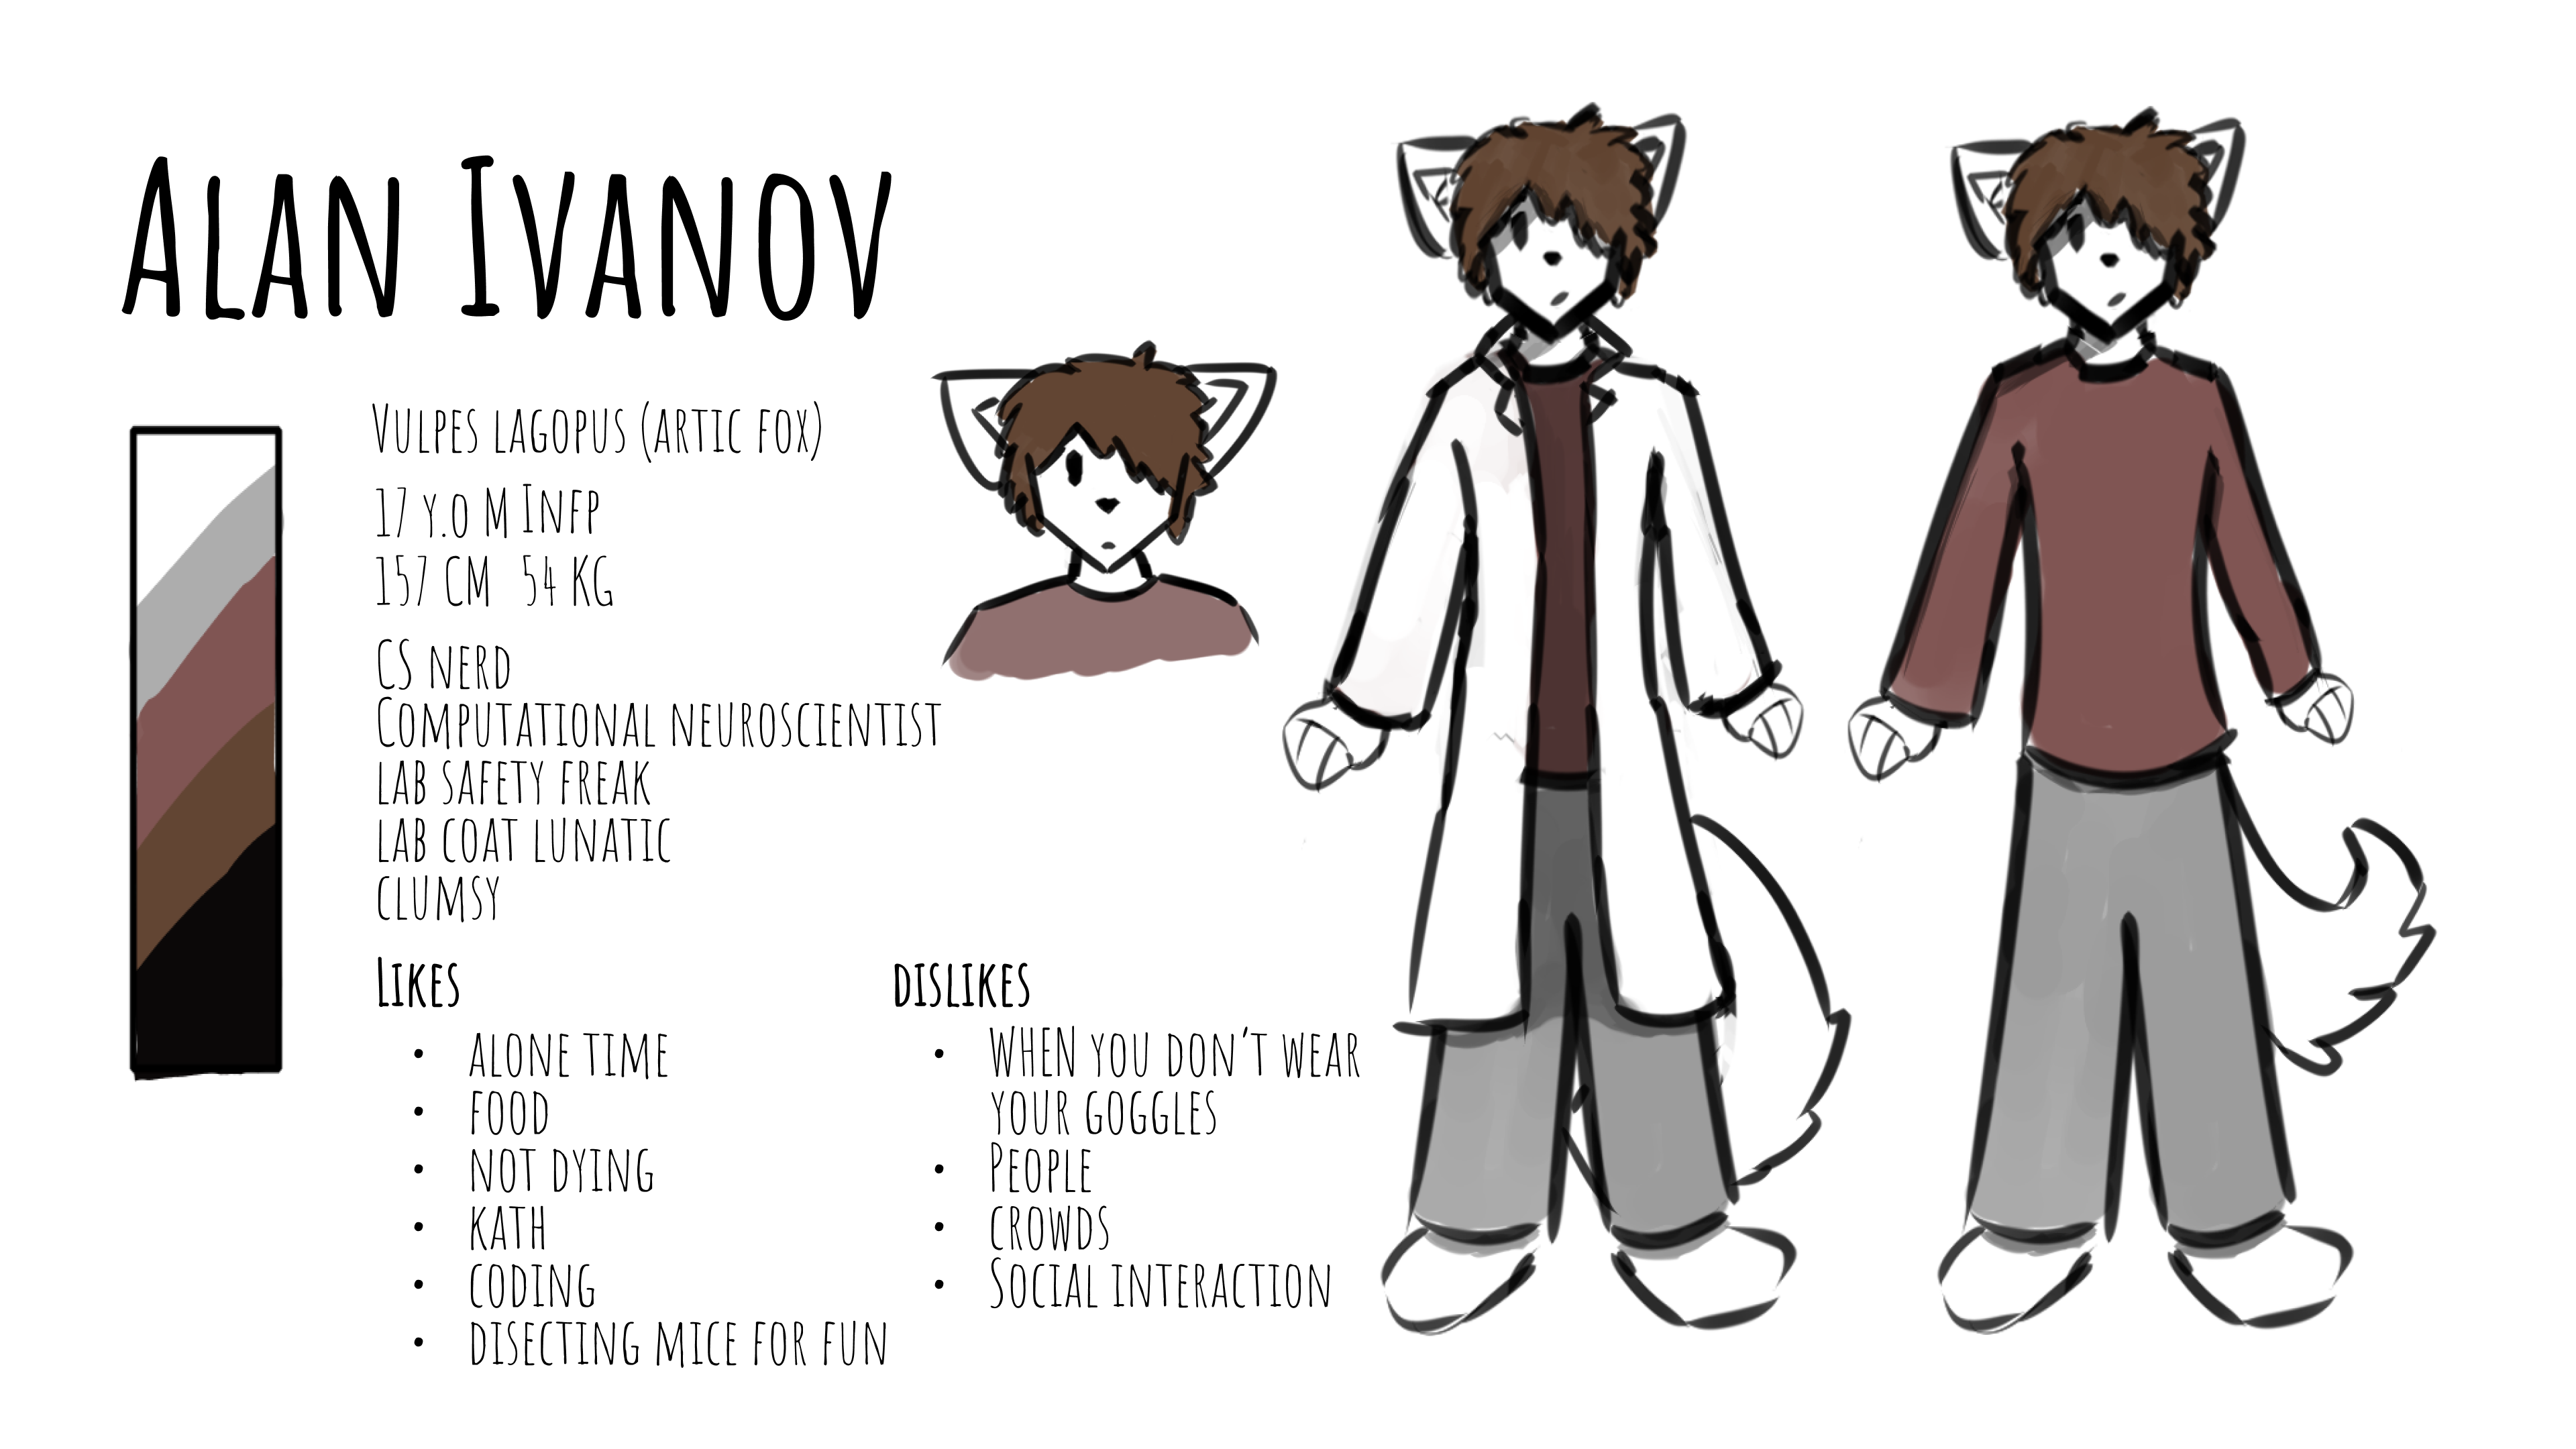 Alan Ivanov
Vulpes lagopus (artic fox)
17 y.o M Infp
157 CM 54 KG
CS nerd
Computational neuroscientist
lab safety freak
lab coat lunatic
clumsy
Likes
• alone time
• food
• not dying
• kath
• coding
• disecting mice for fun
dislikes
• WHEN you don't wear
your goggles
• People
• crowds
• Social interaction